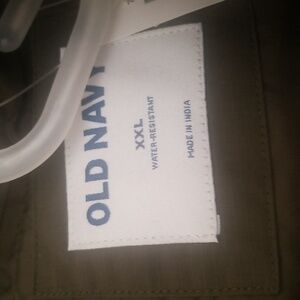 OLD NAVY
XXL
WATER-RESISTANT
MADE IN INDIA